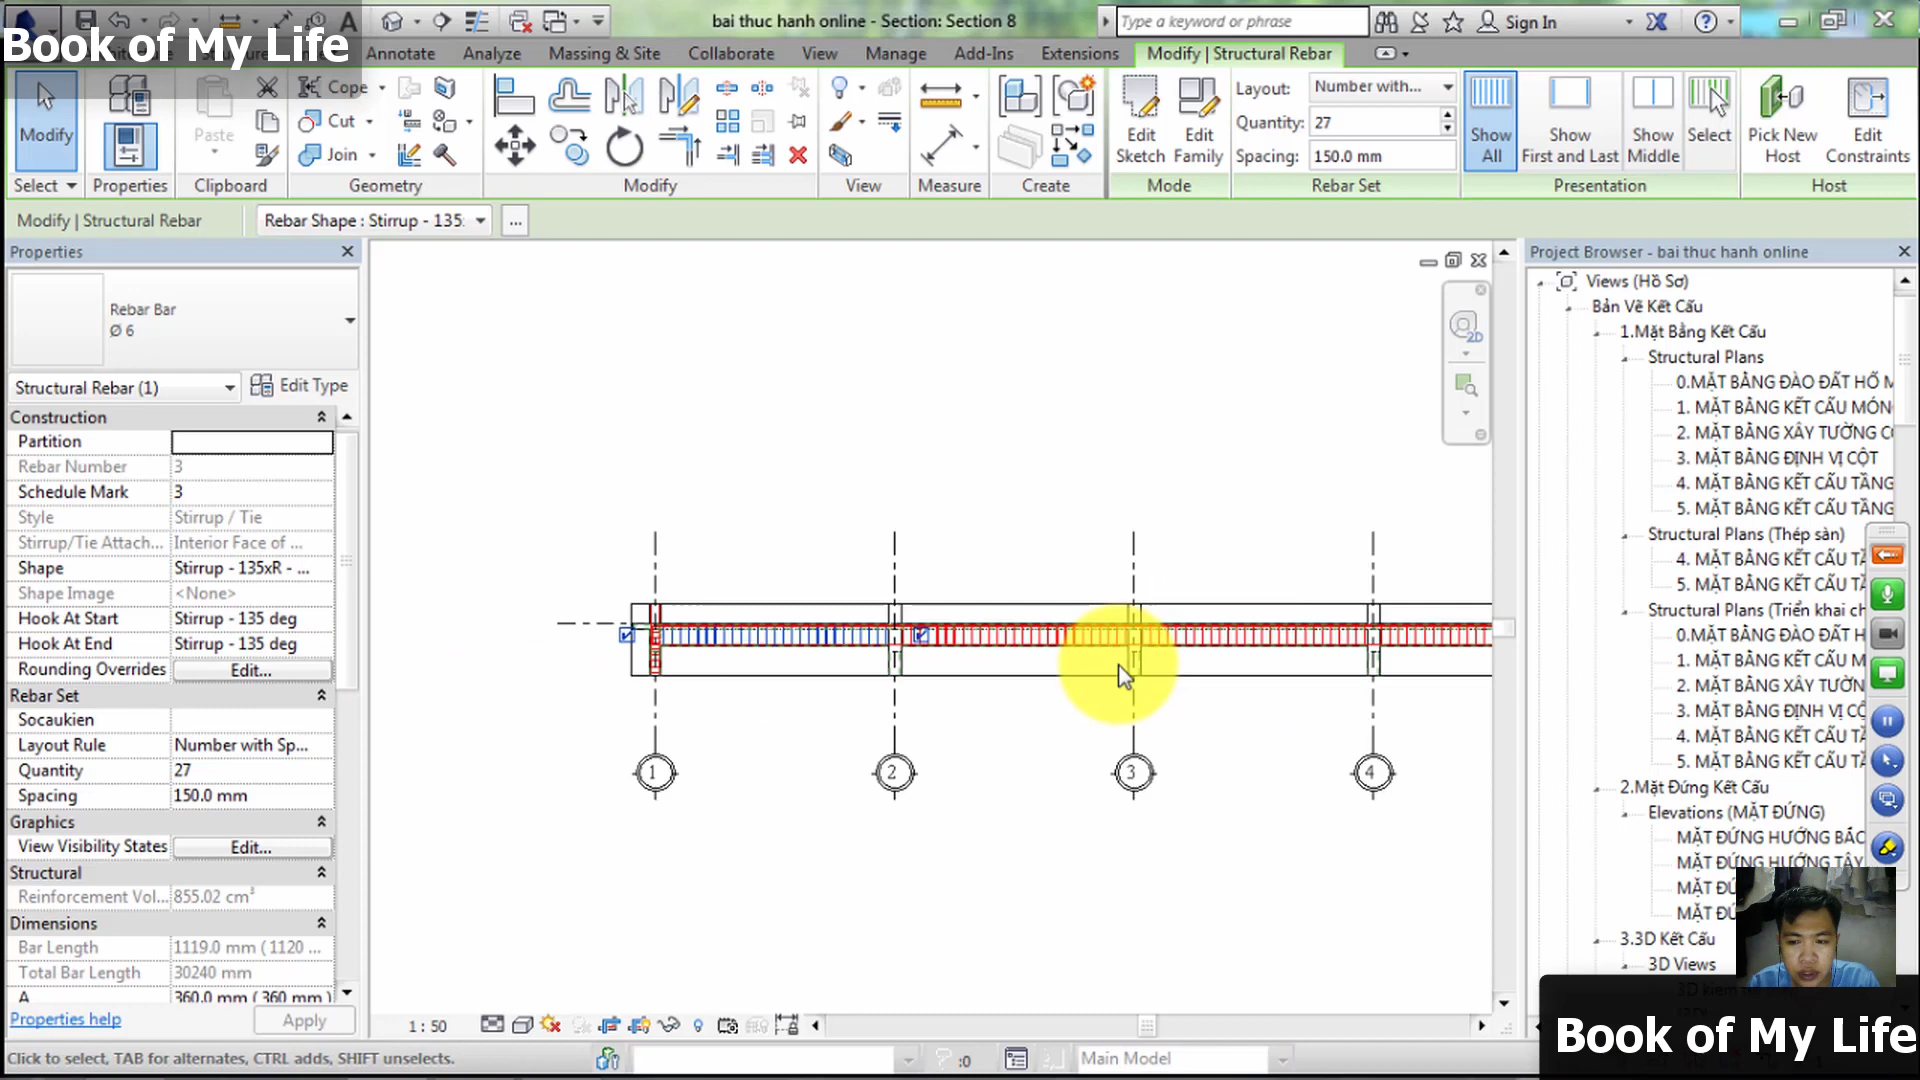 bai thuc hanh online - Section: Section 8
Type a keyword or phrase
Sign In
Book of My Life
Annotate
Analyze
Massing & Site
Collaborate
View
Manage
Add-Ins
Extensions
Modify | Structural Rebar
Modify
Paste
Cope
Cut
Join
Edit Sketch
Edit Family
Layout: Number with...
Quantity: 27
Spacing: 150.0 mm
Show All
Show First and Last
Show Middle
Select
Pick New Host
Edit Constraints
Select
Properties
Clipboard
Geometry
Modify
View
Measure
Create
Mode
Rebar Set
Presentation
Host
Modify | Structural Rebar
Rebar Shape : Stirrup - 135
...
Properties
Rebar Bar
Ø 6
Structural Rebar (1)
Edit Type
Construction
Partition
Rebar Number 3
Schedule Mark 3
Style Stirrup / Tie
Stirrup/Tie Attach... Interior Face of ...
Shape Stirrup - 135xR - ...
Shape Image <None>
Hook At Start Stirrup - 135 deg
Hook At End Stirrup - 135 deg
Rounding Overrides Edit...
Rebar Set
Socaukien
Layout Rule Number with Sp...
Quantity 27
Spacing 150.0 mm
Graphics
View Visibility States Edit...
Structural
Reinforcement Vol... 855.02 cm³
Dimensions
Bar Length 1119.0 mm ( 1120 ...
Total Bar Length 30240 mm
A 360.0 mm ( 360 mm )
Properties help
Apply
2D
1
2
3
4
1 : 50
Click to select, TAB for alternates, CTRL adds, SHIFT unselects.
:0
Main Model
Project Browser - bai thuc hanh online
Views (Hồ Sơ)
Bản Vẽ Kết Cấu
1.Mặt Bằng Kết Cấu
Structural Plans
0.MẶT BẰNG ĐÀO ĐẤT HỐ M
1. MẶT BẰNG KẾT CẤU MÓN
2. MẶT BẰNG XÂY TƯỜNG C
3. MẶT BẰNG ĐỊNH VỊ CỘT
4. MẶT BẰNG KẾT CẤU TẦNG
5. MẶT BẰNG KẾT CẤU TẦNG
Structural Plans (Thép sàn)
4. MẶT BẰNG KẾT CẤU TẦ
5. MẶT BẰNG KẾT CẤU TẦ
Structural Plans (Triển khai ch
0.MẶT BẰNG ĐÀO ĐẤT H
1. MẶT BẰNG KẾT CẤU M
2. MẶT BẰNG XÂY TƯỜN
3. MẶT BẰNG ĐỊNH VỊ CỘ
4. MẶT BẰNG KẾT CẤU TẦ
5. MẶT BẰNG KẾT CẤU TẦ
2.Mặt Đứng Kết Cấu
Elevations (MẶT ĐỨNG)
MẶT ĐỨNG HƯỚNG BẮC
MẶT ĐỨNG HƯỚNG TÂY
MẶT ĐỨ
MẶT ĐỨ
3.3D Kết Cấu
3D Views
Book of My Life